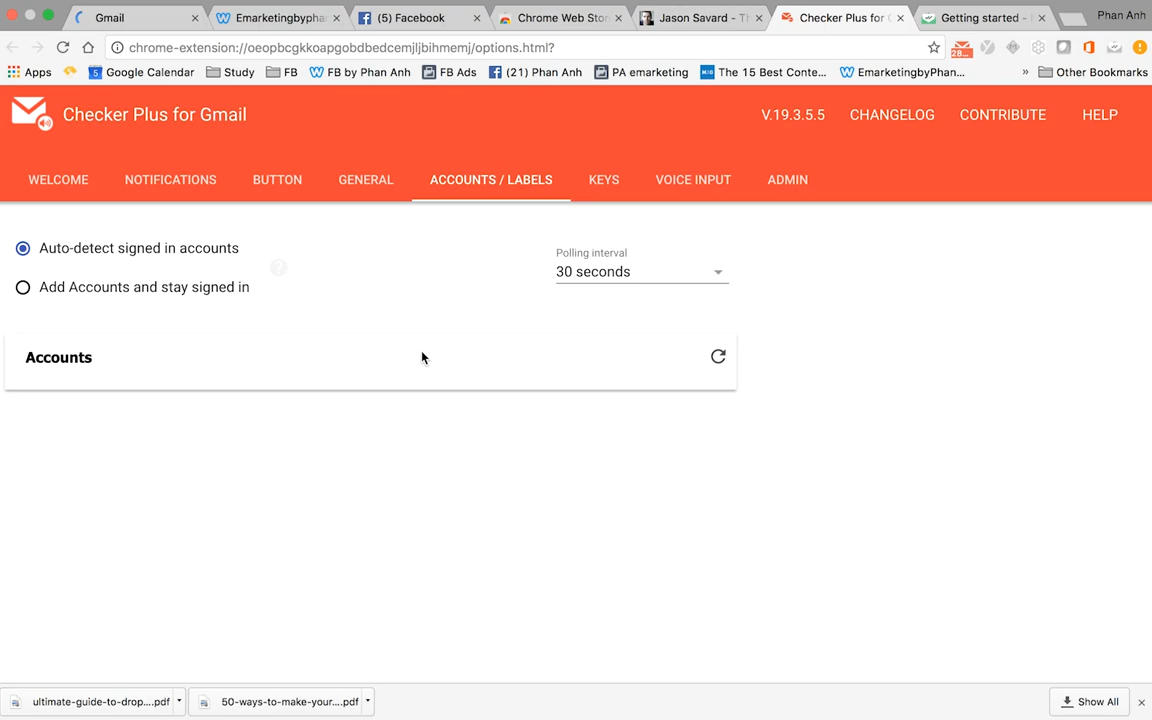 Gmail
Emarketingbypha
(5) Facebook
Chrome Web Stor
Jason Savard - Th
Checker Plus for G
Getting started -
Phan Anh
chrome-extension://oeopbcgkkoapgobdbedcemjljbihmemj/options.html?
28...
Apps
5
Google Calendar
Study
FB
FB by Phan Anh
FB Ads
(21) Phan Anh
PA emarketing
The 15 Best Conte...
EmarketingbyPhan...
»
Other Bookmarks
Checker Plus for Gmail
V.19.3.5.5
CHANGELOG
CONTRIBUTE
HELP
WELCOME
NOTIFICATIONS
BUTTON
GENERAL
ACCOUNTS / LABELS
KEYS
VOICE INPUT
ADMIN
Auto-detect signed in accounts
?
Add Accounts and stay signed in
Polling interval
30 seconds
Accounts
ultimate-guide-to-drop....pdf
50-ways-to-make-your....pdf
Show All